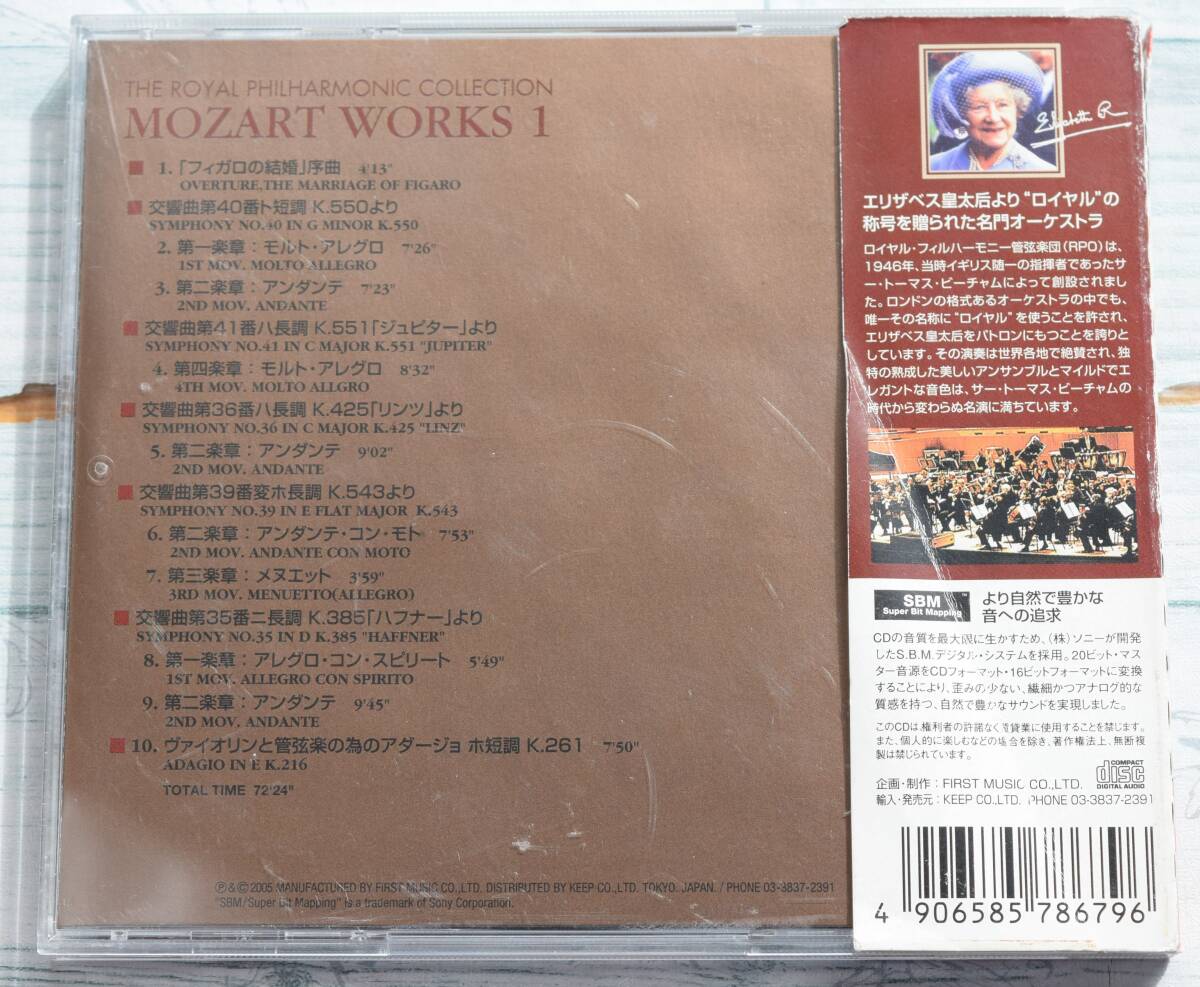 THE ROYAL PHILHARMONIC COLLECTION
MOZART WORKS 1
1. 「フィガロの結婚」序曲 4'13"
OVERTURE,THE MARRIAGE OF FIGARO
交響曲第40番ト短調 K.550より
SYMPHONY NO.40 IN G MINOR K.550
2. 第一楽章：モルト・アレグロ 7'26"
1ST MOV. MOLTO ALLEGRO
3. 第二楽章：アンダンテ 7'23"
2ND MOV. ANDANTE
交響曲第41番ハ長調 K.551「ジュピター」より
SYMPHONY NO.41 IN C MAJOR K.551 "JUPITER"
4. 第四楽章：モルト・アレグロ 8'32"
4TH MOV. MOLTO ALLGRO
交響曲第36番ハ長調 K.425「リンツ」より
SYMPHONY NO.36 IN C MAJOR K.425 "LINZ"
5. 第二楽章：アンダンテ 9'02"
2ND MOV. ANDANTE
交響曲第39番変ホ長調 K.543より
SYMPHONY NO.39 IN E FLAT MAJOR K.543
6. 第二楽章：アンダンテ・コン・モト 7'53"
2ND MOV. ANDANTE CON MOTO
7. 第三楽章：メヌエット 3'59"
3RD MOV. MENUETTO(ALLEGRO)
交響曲第35番ニ長調 K.385「ハフナー」より
SYMPHONY NO.35 IN D K.385 "HAFFNER"
8. 第一楽章：アレグロ・コン・スピリート 5'49"
1ST MOV. ALLEGRO CON SPIRITO
9. 第二楽章：アンダンテ 9'45"
2ND MOV. ANDANTE
10. ヴァイオリンと管弦楽の為のアダージョ ホ短調 K.261 7'50"
ADAGIO IN E K.216
TOTAL TIME 72'24"
Ⓟ&© 2005 MANUFACTURED BY FIRST MUSIC CO.,LTD. DISTRIBUTED BY KEEP CO.,LTD. TOKYO. JAPAN. / PHONE 03-3837-2391
"SBM/Super Bit Mapping" is a trademark of Sony Corporation.
Elizabeth R
エリザベス皇太后より“ロイヤル”の
称号を贈られた名門オーケストラ
ロイヤル・フィルハーモニー管弦楽団（RPO）は、
1946年、当時イギリス随一の指揮者であったサ
ー・トーマス・ビーチャムによって創設されまし
た。ロンドンの格式あるオーケストラの中でも、
唯一その名称に“ロイヤル”を使うことを許され、
エリザベス皇太后をパトロンにもつことを誇りと
しています。その演奏は世界各地で絶賛され、独
特の熟成した美しいアンサンブルとマイルドでエ
レガントな音色は、サー・トーマス・ビーチャムの
時代から変わらぬ名演に満ちています。
SBM™
Super Bit Mapping
より自然で豊かな
音への追求
CDの音質を最大限に生かすため、(株)ソニーが開発
したS.B.M.デジタル・システムを採用。20ビット・マス
ター音源をCDフォーマット・16ビットフォーマットに変換
することにより、歪みの少ない、繊細かつアナログ的な
質感を持つ、自然で豊かなサウンドを実現しました。
このCDは、権利者の許諾なく賃貸業に使用することを禁じます。
また、個人的に楽しむなどの場合を除き、著作権法上、無断複
製は禁じられています。
COMPACT
disc
DIGITAL AUDIO
企画・制作：FIRST MUSIC CO.,LTD.
輸入・発売元：KEEP CO.,LTD. PHONE 03-3837-2391
4 906585 786796